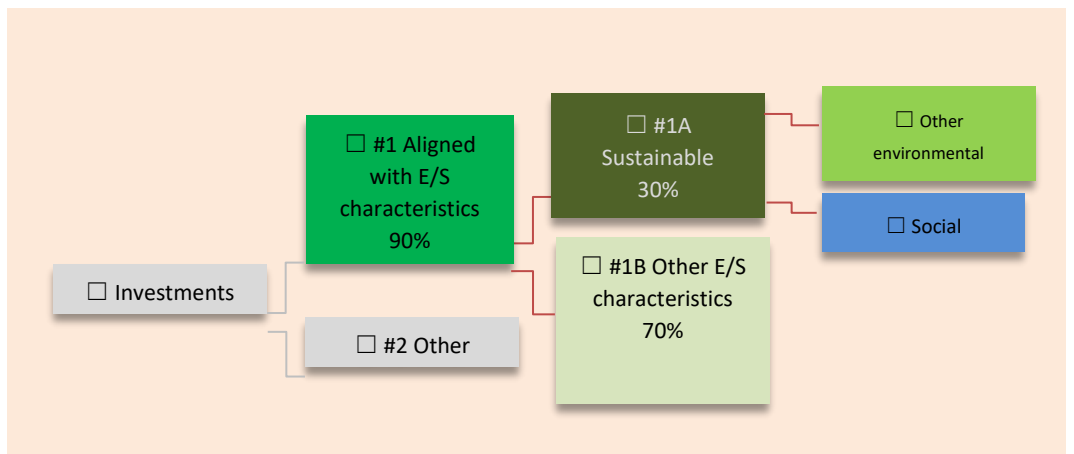 ☐ Investments
☐ #1 Aligned
with E/S
characteristics
90%
☐ #2 Other
☐ #1A
Sustainable
30%
☐ #1B Other E/S
characteristics
70%
☐ Other
environmental
☐ Social